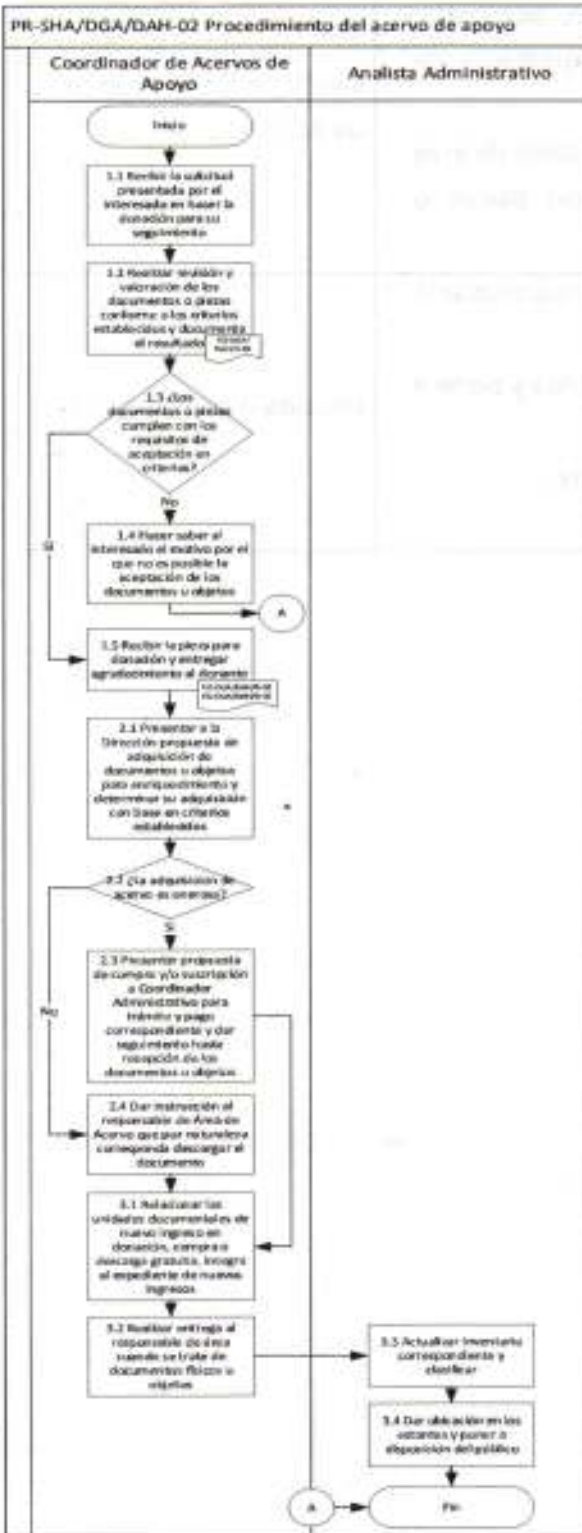 PR-SHA/DGA/DAH-02 Procedimiento del acervo de apoyo
Coordinador de Acervos de
Apoyo
Analista Administrativo
Inicio
1.1 Recibir la solicitud
presentada por el
interesado en hacer la
donación para su
seguimiento
1.2 Realizar revisión y
valoración de los
documentos o piezas
conforme a los criterios
establecidos y documenta
el resultado
1.3 ¿Los
documentos o piezas
cumplen con los
requisitos de
aceptación en
criterios?
No
Si
1.4 Hacer saber al
interesado el motivo por el
que no es posible la
aceptación de los
documentos u objetos
A
1.5 Recibir la pieza para
donación y entregar
agradecimiento al donante
2.1 Presentar a la
Dirección propuesta de
adquisición de
documentos u objetos
para enriquecimiento y
determinar su adquisición
con base en criterios
establecidos
2.2 ¿La adquisición de
acervo es onerosa?
Si
No
2.3 Presentar propuesta
de compra y/o suscripción
a Coordinador
Administrativo para
trámite y pago
correspondiente y dar
seguimiento hasta
recepción de los
documentos u objetos
2.4 Dar instrucción al
responsable de Área de
Acervo que por naturaleza
corresponda descargar el
documento
3.1 Relacionar las
unidades documentales de
nuevo ingreso en
donación, compra o
descarga gratuita. Integra
al expediente de nuevos
ingresos
3.2 Realizar entrega al
responsable de área
cuando se trate de
documentos físicos u
objetos
3.3 Actualizar Inventario
correspondiente y
clasificar
3.4 Dar ubicación en los
estantes y poner a
disposición del público
A
Fin